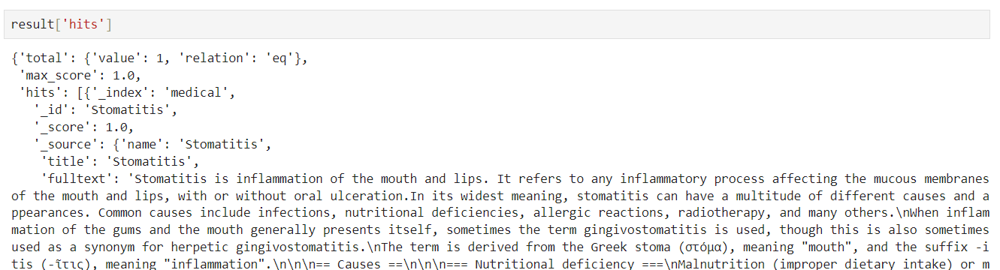 result['hits']
{'total': {'value': 1, 'relation': 'eq'},
'max_score': 1.0,
'hits': [{'_index': 'medical',
'_id': 'Stomatitis',
'_score': 1.0,
'_source': {'name': 'Stomatitis',
'title': 'Stomatitis',
'fulltext': 'Stomatitis is inflammation of the mouth and lips. It refers to any inflammatory process affecting the mucous membranes
of the mouth and lips, with or without oral ulceration.In its widest meaning, stomatitis can have a multitude of different causes and a
ppearances. Common causes include infections, nutritional deficiencies, allergic reactions, radiotherapy, and many others.\nWhen inflam
mation of the gums and the mouth generally presents itself, sometimes the term gingivostomatitis is used, though this is also sometimes
used as a synonym for herpetic gingivostomatitis.\nThe term is derived from the Greek stoma (στόμα), meaning "mouth", and the suffix -i
tis (-ῖτις), meaning "inflammation".\n\n\n== Causes ==\n\n\n=== Nutritional deficiency ===\nMalnutrition (improper dietary intake) or m